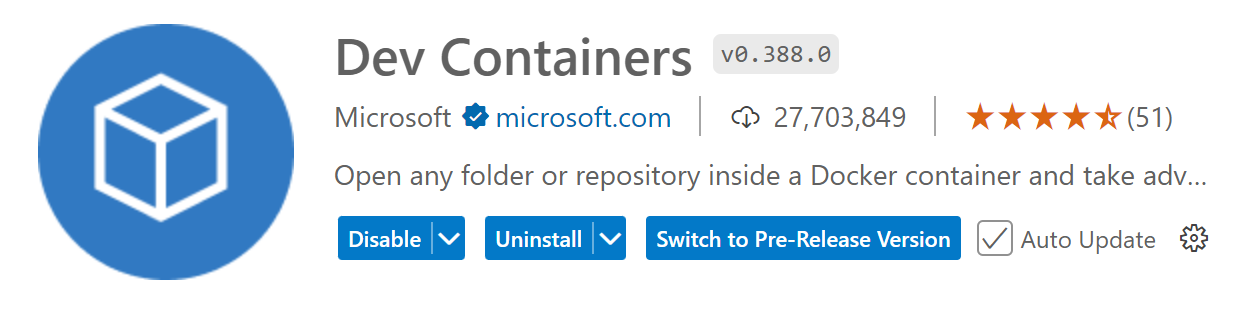 Dev Containers v0.388.0
Microsoft microsoft.com 27,703,849 (51)
Open any folder or repository inside a Docker container and take adv...
Disable Uninstall Switch to Pre-Release Version Auto Update